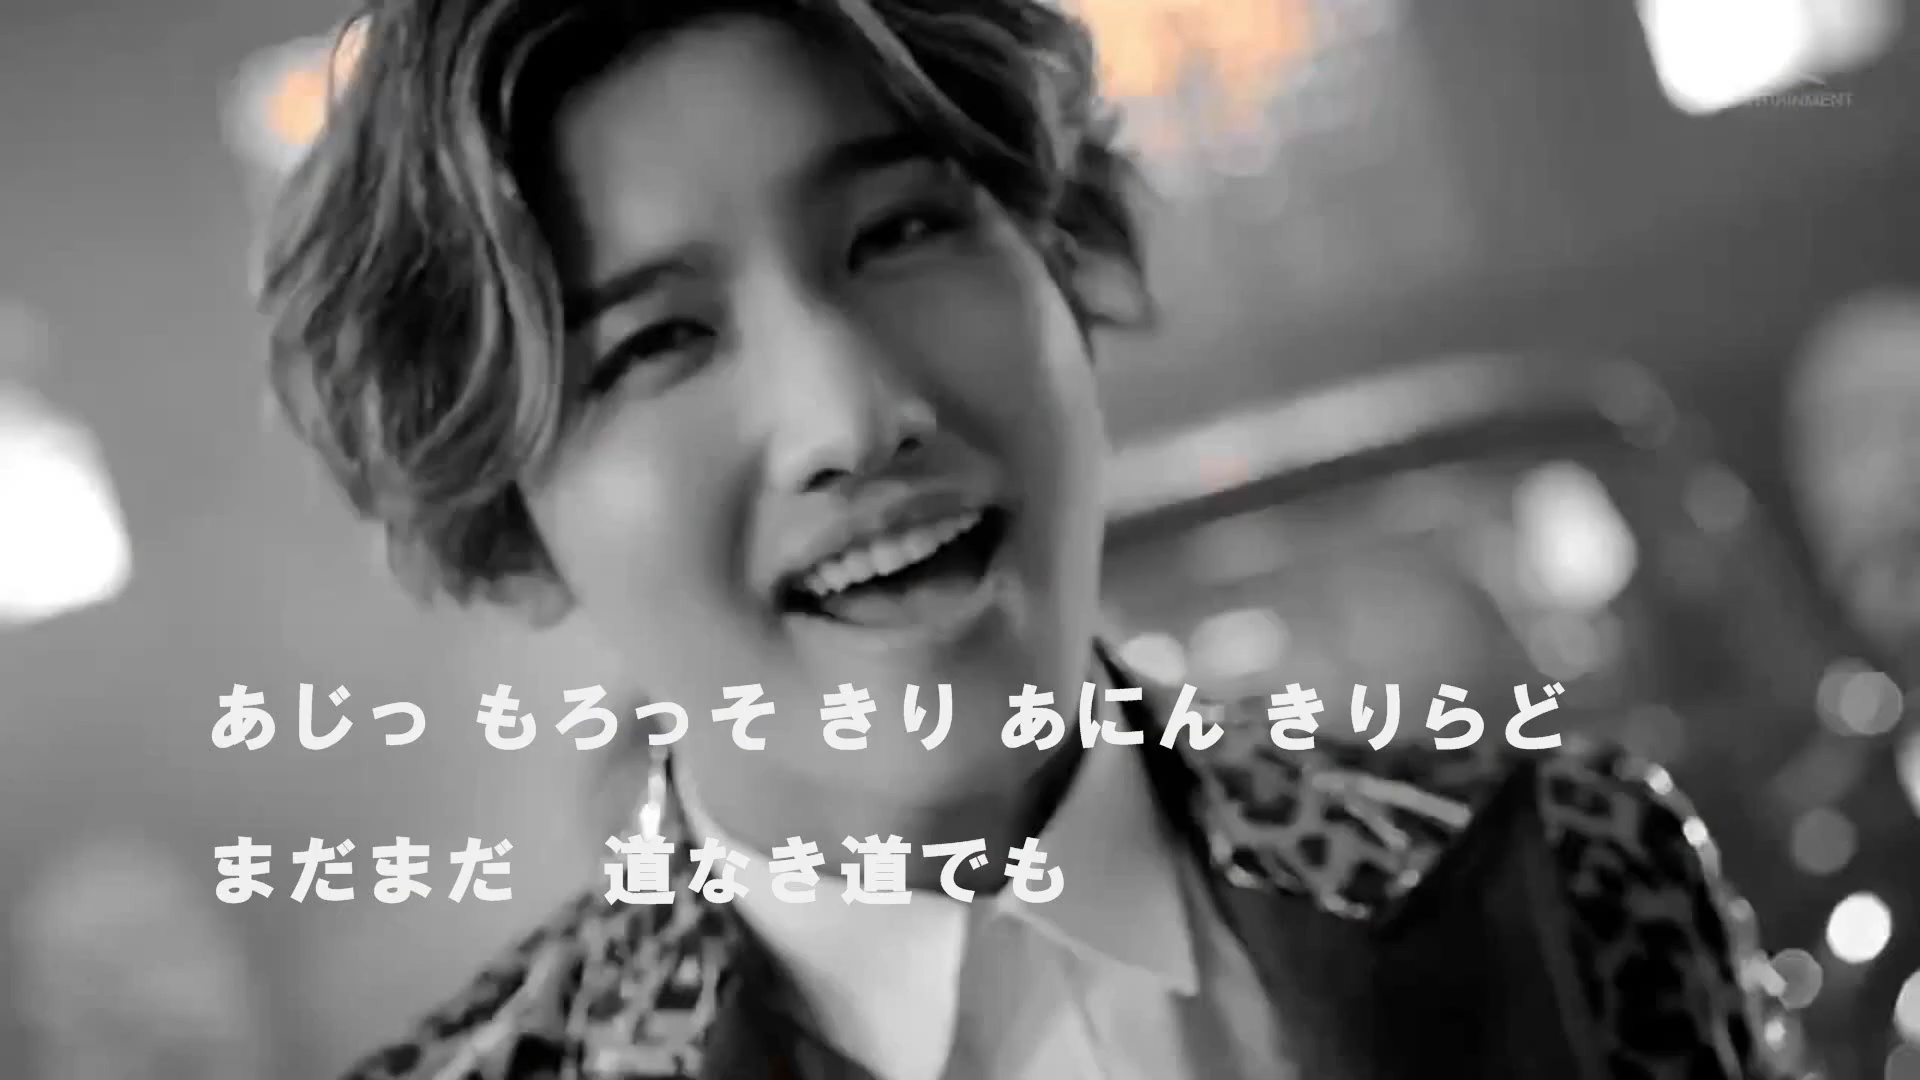 あじっ もろっそ きり あにん きりらど
まだまだ　道なき道でも